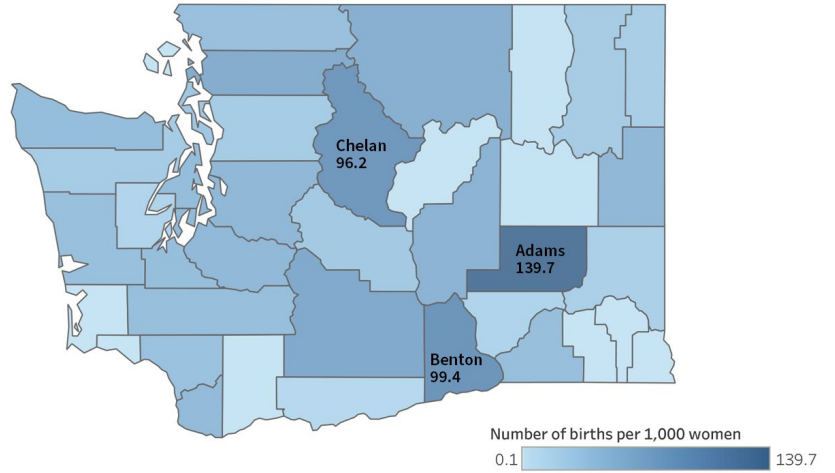 Chelan
96.2
Adams
139.7
Benton
99.4
Number of births per 1,000 women
0.1 139.7